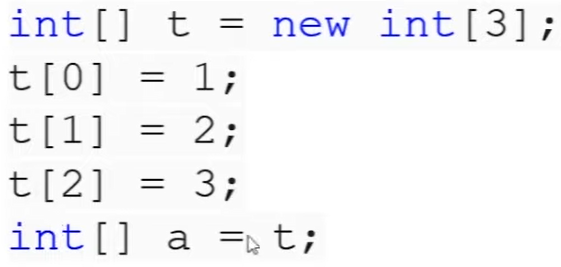 int[] t = new int[3];
t[0] = 1;
t[1] = 2;
t[2] = 3;
int[] a = t;